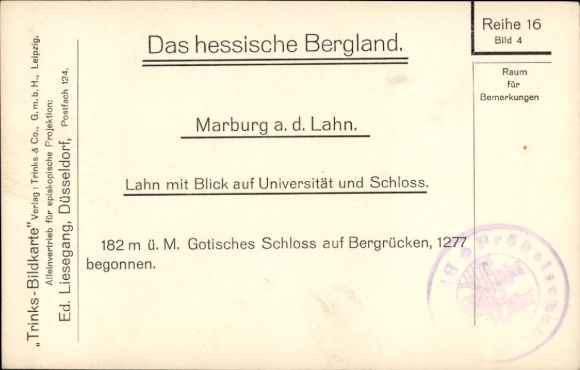 „Trinks-Bildkarte“ Verlag: Trinks & Co., G. m. b. H., Leipzig.
Alleinvertrieb für episkopische Projektion:
Ed. Liesegang, Düsseldorf, Postfach 124.
Das hessische Bergland.
Reihe 16
Bild 4
Raum
für
Bemerkungen
Marburg a. d. Lahn.
Lahn mit Blick auf Universität und Schloss.
182 m ü. M. Gotisches Schloss auf Bergrücken, 1277
begonnen.